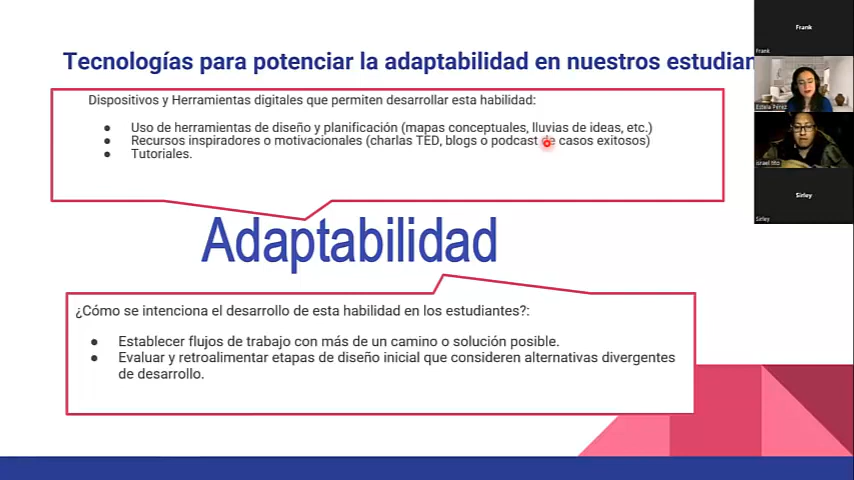 Tecnologías para potenciar la adaptabilidad en nuestros estudian
Dispositivos y Herramientas digitales que permiten desarrollar esta habilidad:
● Uso de herramientas de diseño y planificación (mapas conceptuales, lluvias de ideas, etc.)
● Recursos inspiradores o motivacionales (charlas TED, blogs o podcast de casos exitosos)
● Tutoriales.
Adaptabilidad
¿Cómo se intenciona el desarrollo de esta habilidad en los estudiantes?:
● Establecer flujos de trabajo con más de un camino o solución posible.
● Evaluar y retroalimentar etapas de diseño inicial que consideren alternativas divergentes
de desarrollo.
Frank
Frank
Estela Pérez
israel tito
Sirley
Sirley